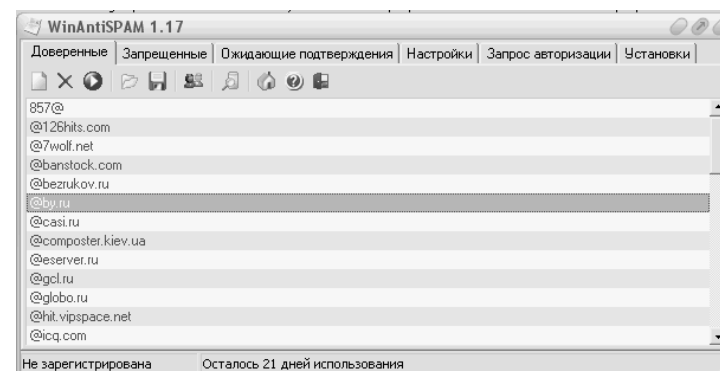 WinAntiSPAM 1.17
Доверенные Запрещенные Ожидающие подтверждения Настройки Запрос авторизации Установки
857@
@126hits.com
@7wolf.net
@banstock.com
@bezrukov.ru
@by.ru
@casi.ru
@composter.kiev.ua
@eserver.ru
@gcl.ru
@globo.ru
@hit.vipspace.net
@icq.com
Не зарегистрирована Осталось 21 дней использования